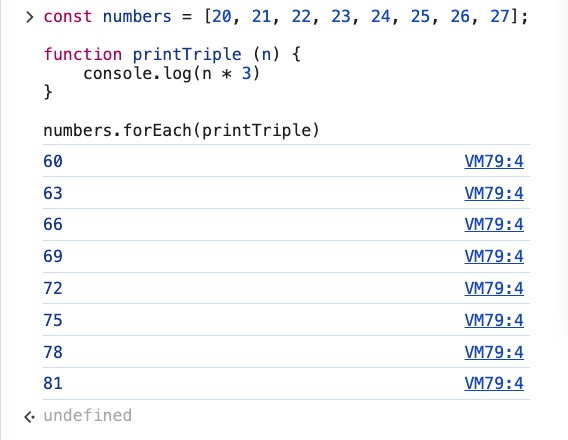 > const numbers = [20, 21, 22, 23, 24, 25, 26, 27];
function printTriple (n) {
    console.log(n * 3)
}
numbers.forEach(printTriple)
60 VM79:4
63 VM79:4
66 VM79:4
69 VM79:4
72 VM79:4
75 VM79:4
78 VM79:4
81 VM79:4
undefined